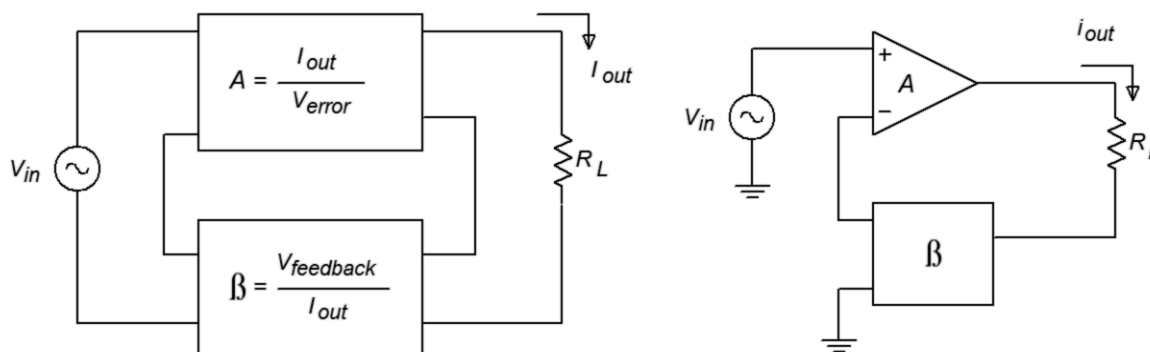 A = I_out / V_error
I_out
V_in
R_L
ß = V_feedback / I_out
i_out
+
A
−
V_in
R
ß